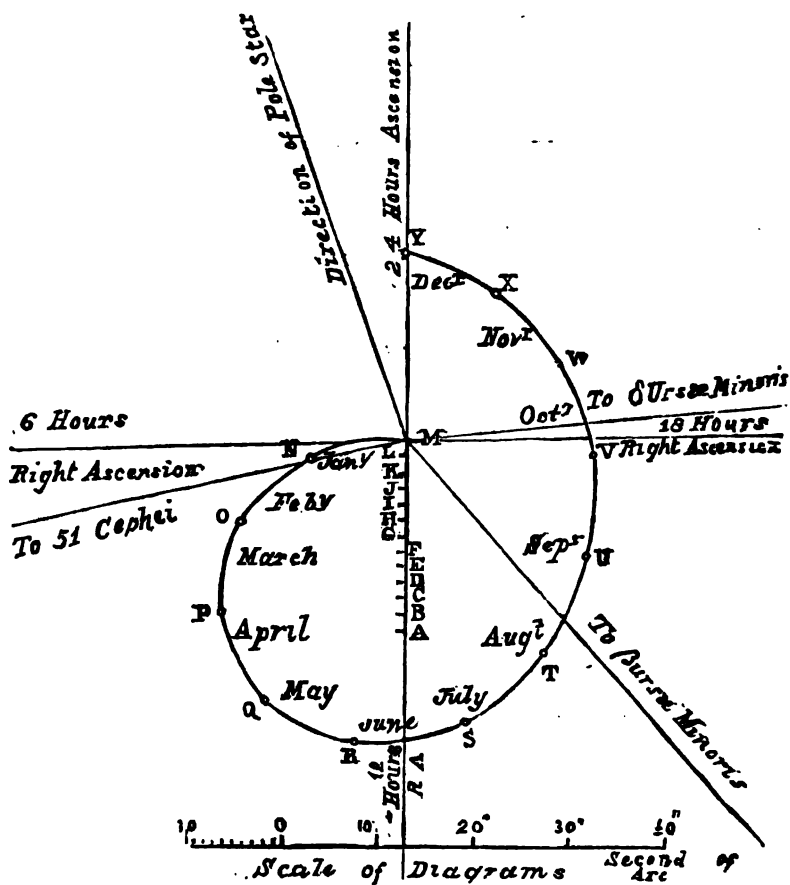 Direction of Pole Star
24 Hours Ascension
Y
Decr
X
Novr
W
Octr
To δ Ursæ Minoris
6 Hours
M
18 Hours
N
Jany
L
V
Right Ascension
Right Ascension
K
J
I
H
To 51 Cephei
O
Feby
Sepr
U
March
F
E
D
C
P
B
April
A
Augt
T
To β Ursæ Minoris
May
Q
July
S
June
R
12 Hours
R A
10 0 10 20" 30" 40"
Scale of Diagrams
Second of
Arc